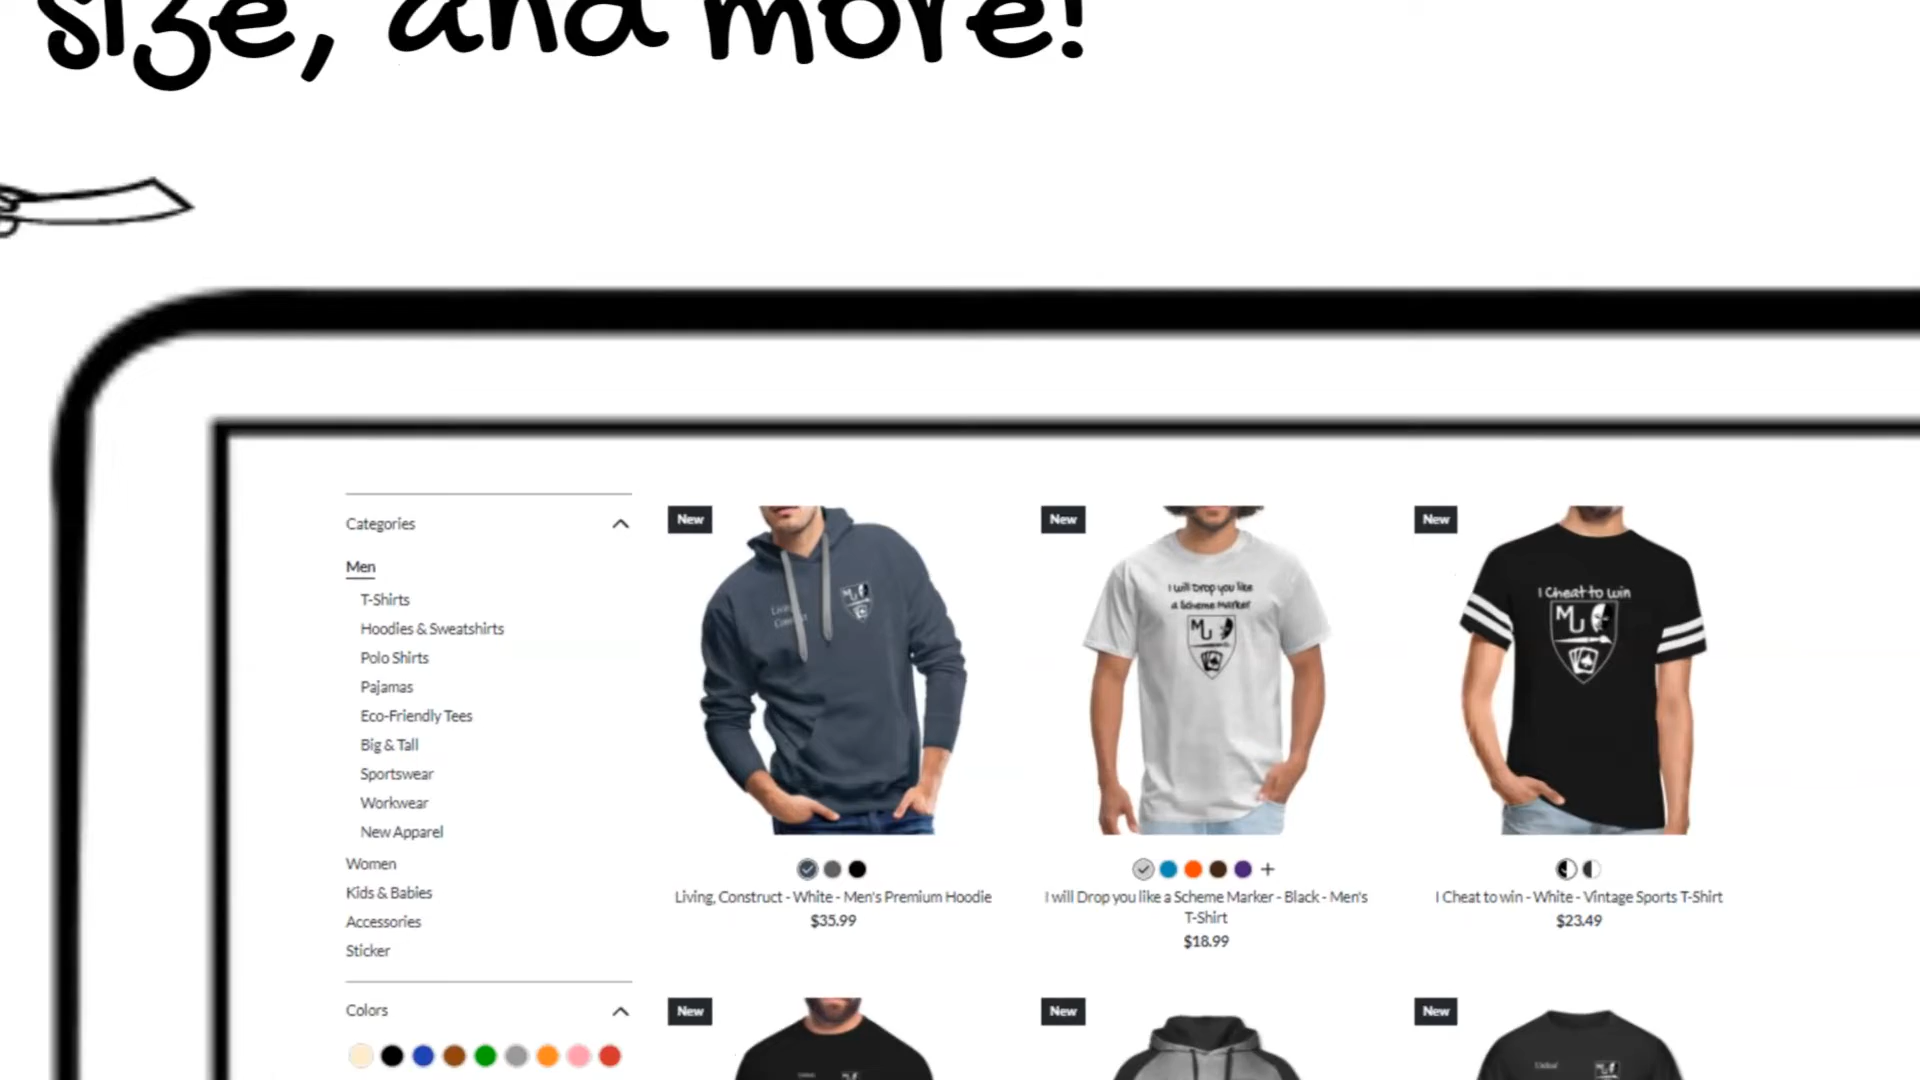 size, and more!
Categories
Men
T-Shirts
Hoodies & Sweatshirts
Polo Shirts
Pajamas
Eco-Friendly Tees
Big & Tall
Sportswear
Workwear
New Apparel
Women
Kids & Babies
Accessories
Sticker
Colors
New
MU
Living, Construct - White - Men's Premium Hoodie
$35.99
New
I will Drop you like
a Scheme Marker
MU
I will Drop you like a Scheme Marker - Black - Men's
T-Shirt
$18.99
New
I Cheat to win
MU
I Cheat to win - White - Vintage Sports T-Shirt
$23.49
New
New
New